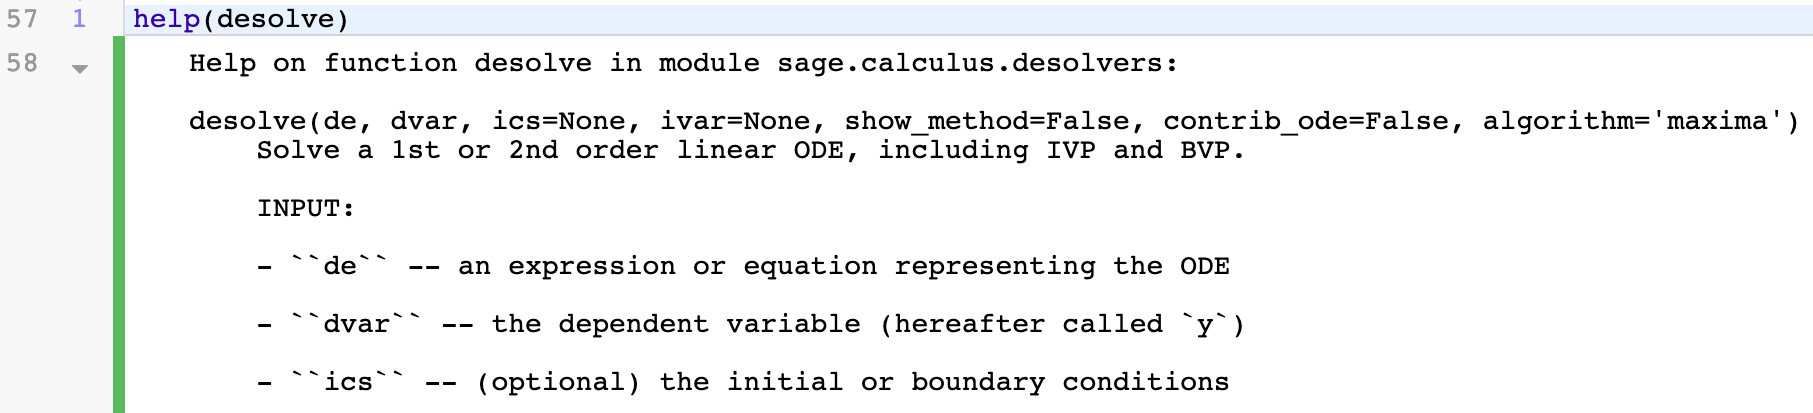 57 1 help(desolve)
58 Help on function desolve in module sage.calculus.desolvers:
desolve(de, dvar, ics=None, ivar=None, show_method=False, contrib_ode=False, algorithm='maxima')
Solve a 1st or 2nd order linear ODE, including IVP and BVP.
INPUT:
- ``de`` -- an expression or equation representing the ODE
- ``dvar`` -- the dependent variable (hereafter called `y`)
- ``ics`` -- (optional) the initial or boundary conditions